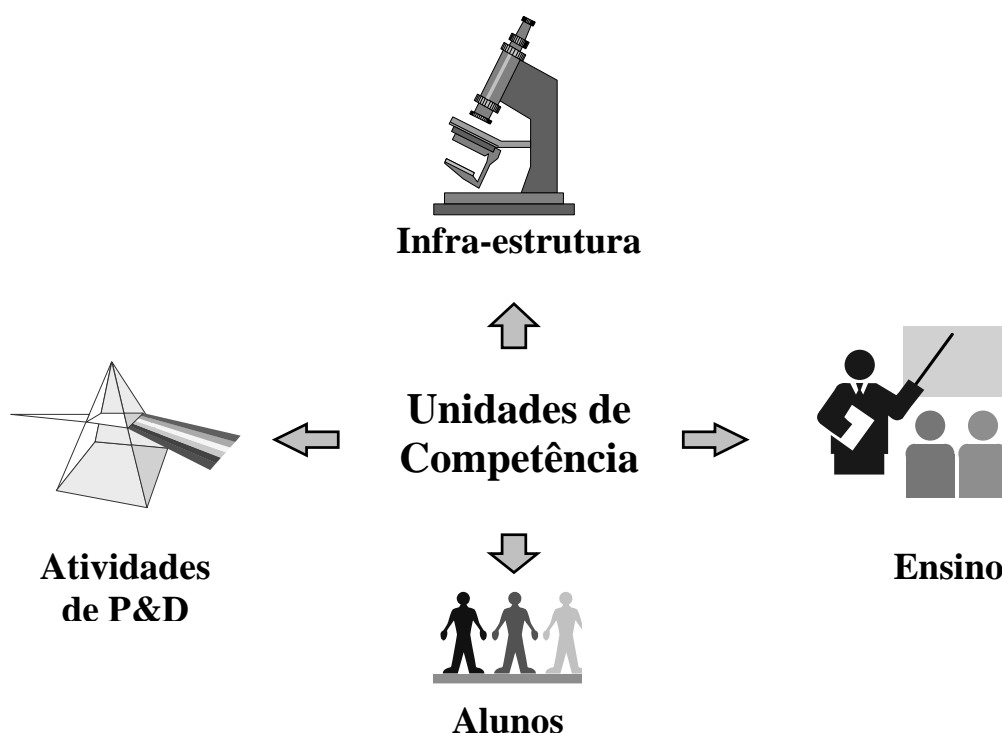 Infra-estrutura
Unidades de
Competência
Atividades
de P&D
Ensino
Alunos